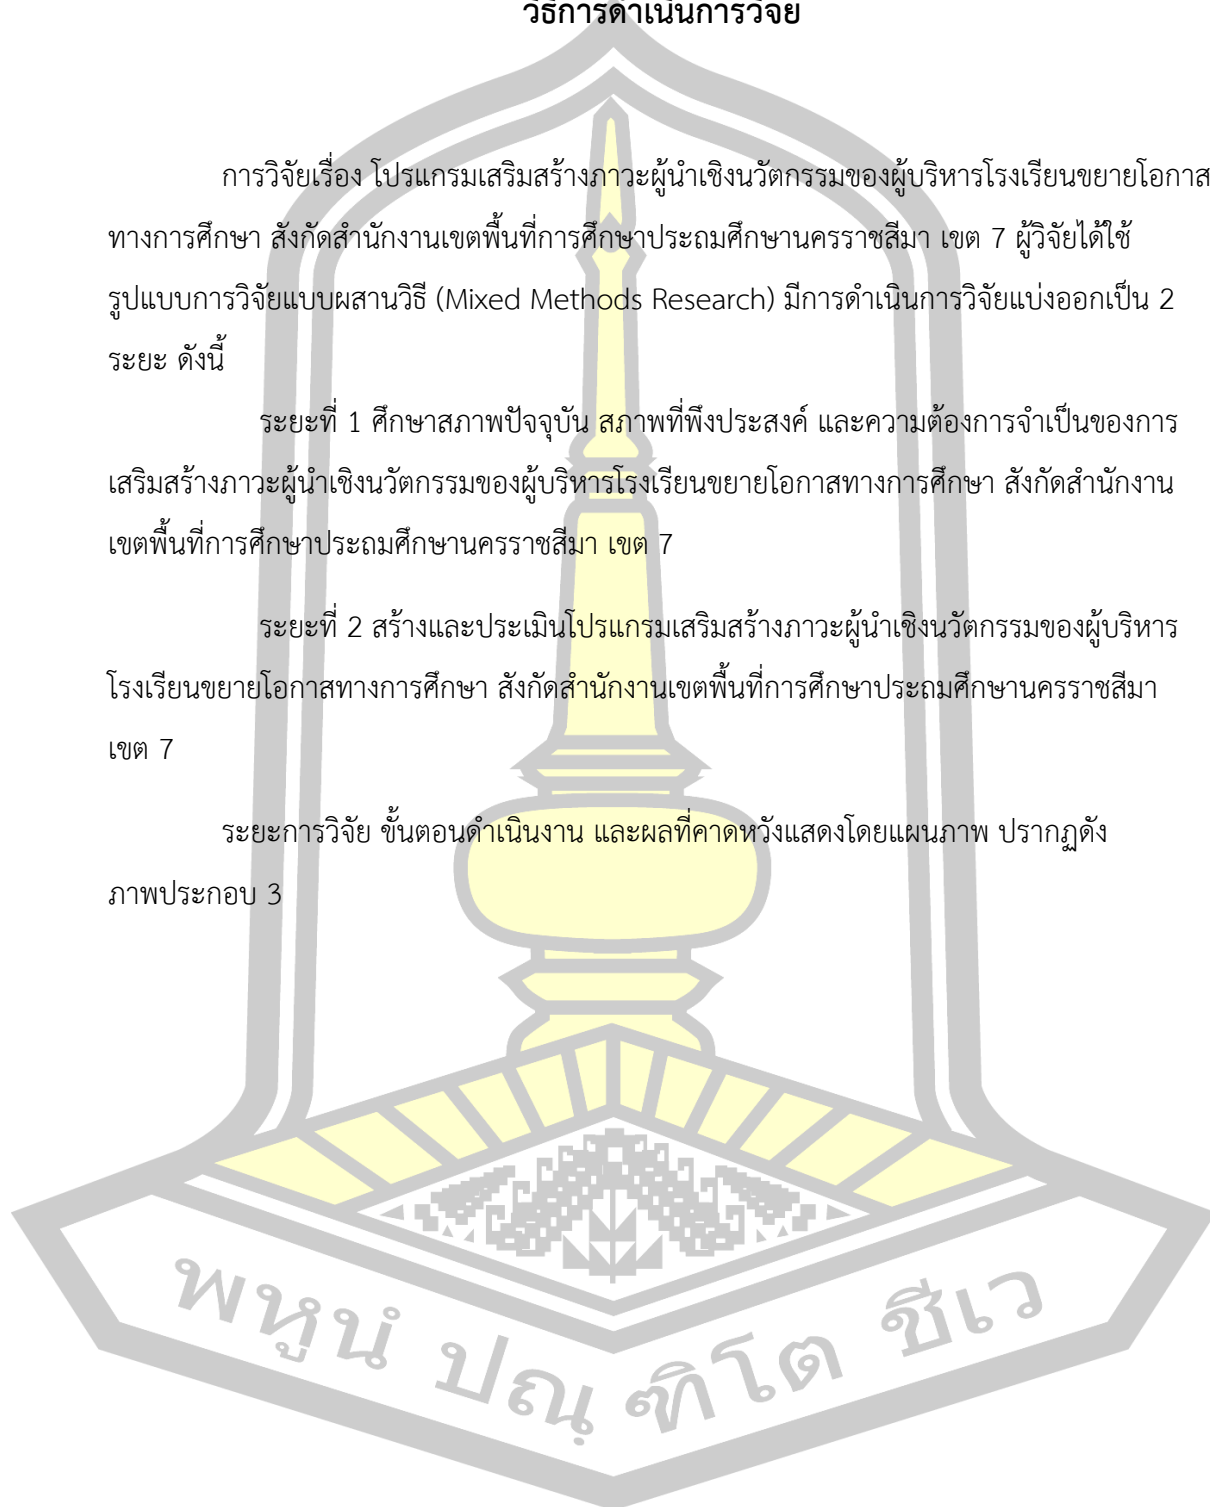 วิธีการดำเนินการวิจัย
การวิจัยเรื่อง โปรแกรมเสริมสร้างภาวะผู้นำเชิงนวัตกรรมของผู้บริหารโรงเรียนขยายโอกาส
ทางการศึกษา สังกัดสำนักงานเขตพื้นที่การศึกษาประถมศึกษานครราชสีมา เขต 7 ผู้วิจัยได้ใช้
รูปแบบการวิจัยแบบผสานวิธี (Mixed Methods Research) มีการดำเนินการวิจัยแบ่งออกเป็น 2
ระยะ ดังนี้
ระยะที่ 1 ศึกษาสภาพปัจจุบัน สภาพที่พึงประสงค์ และความต้องการจำเป็นของการ
เสริมสร้างภาวะผู้นำเชิงนวัตกรรมของผู้บริหารโรงเรียนขยายโอกาสทางการศึกษา สังกัดสำนักงาน
เขตพื้นที่การศึกษาประถมศึกษานครราชสีมา เขต 7
ระยะที่ 2 สร้างและประเมินโปรแกรมเสริมสร้างภาวะผู้นำเชิงนวัตกรรมของผู้บริหาร
โรงเรียนขยายโอกาสทางการศึกษา สังกัดสำนักงานเขตพื้นที่การศึกษาประถมศึกษานครราชสีมา
เขต 7
ระยะการวิจัย ขั้นตอนดำเนินงาน และผลที่คาดหวังแสดงโดยแผนภาพ ปรากฏดัง
ภาพประกอบ 3
พหูนํ ปณฺฑิโต ชีเว